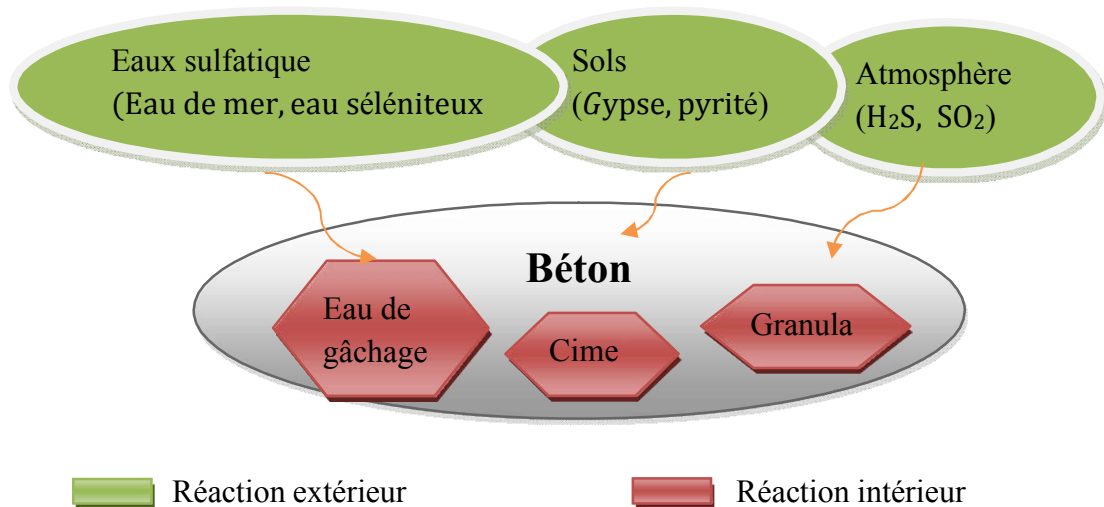 Eaux sulfatique
(Eau de mer, eau séléniteux
Sols
(Gypse, pyrité)
Atmosphère
(H₂S, SO₂)
Béton
Eau de
gâchage
Cime
Granula
Réaction extérieur
Réaction intérieur